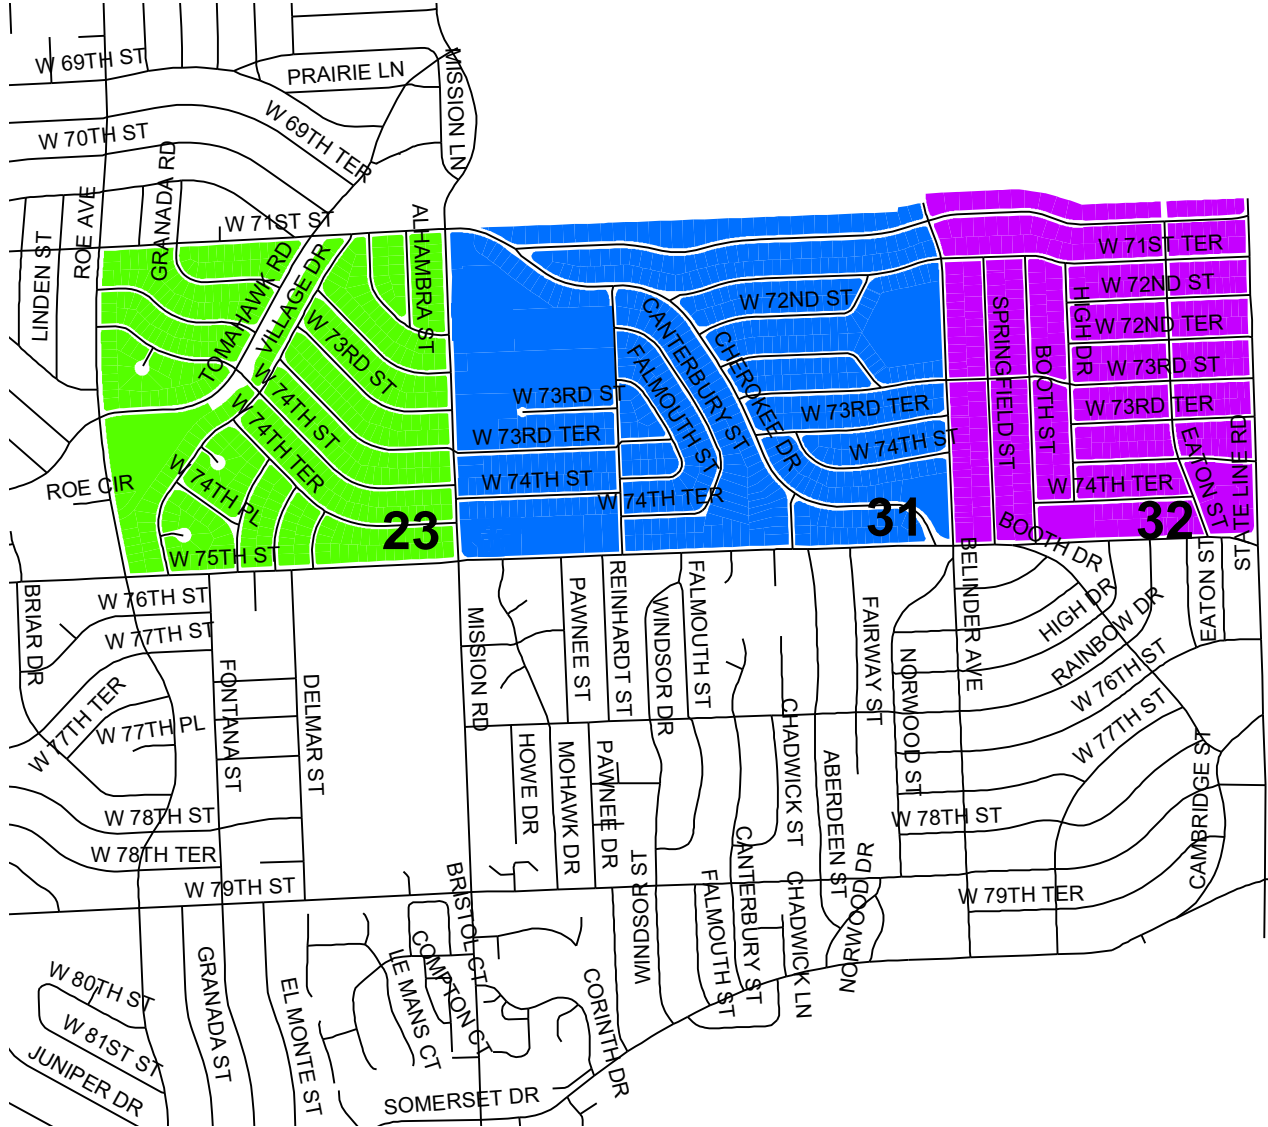 W 69TH ST
PRAIRIE LN
MISSION LN
W 70TH ST
W 69TH TER
GRANADA RD
ROE AVE
LINDEN ST
W 71ST ST
ALHAMBRA ST
TOMAHAWK RD
VILLAGE DR
W 73RD ST
W 74TH ST
W 74TH TER
W 74TH PL
ROE CIR
W 75TH ST
23
W 71ST TER
W 72ND ST
W 72ND ST
CANTERBURY ST
FALMOUTH ST
CHEROKEE DR
W 73RD ST
W 73RD TER
W 73RD TER
W 74TH ST
W 74TH ST
W 74TH TER
31
HIGH DR
SPRINGFIELD ST
BOOTH ST
W 72ND TER
W 73RD ST
W 73RD TER
W 74TH TER
EATON ST
STATE LINE RD
32
BOOTH DR
BRIAR DR
W 76TH ST
W 77TH ST
W 77TH TER
W 77TH PL
FONTANA ST
DELMAR ST
W 78TH ST
W 78TH TER
W 79TH ST
MISSION RD
PAWNEE ST
REINHARDT ST
WINDSOR DR
FALMOUTH ST
FAIRWAY ST
NORWOOD ST
BELINDER AVE
HIGH DR
RAINBOW DR
EATON ST
W 76TH ST
W 77TH ST
CHADWICK ST
ABERDEEN ST
HOWE DR
MOHAWK DR
PAWNEE DR
W 78TH ST
CAMBRIDGE ST
WINDSOR ST
FALMOUTH ST
CANTERBURY ST
CHADWICK LN
NORWOOD DR
W 79TH TER
BRISTOL CT
COMPTON CT
LE MANS CT
CORINTH DR
W 80TH ST
W 81ST ST
JUNIPER DR
GRANADA ST
EL MONTE ST
SOMERSET DR